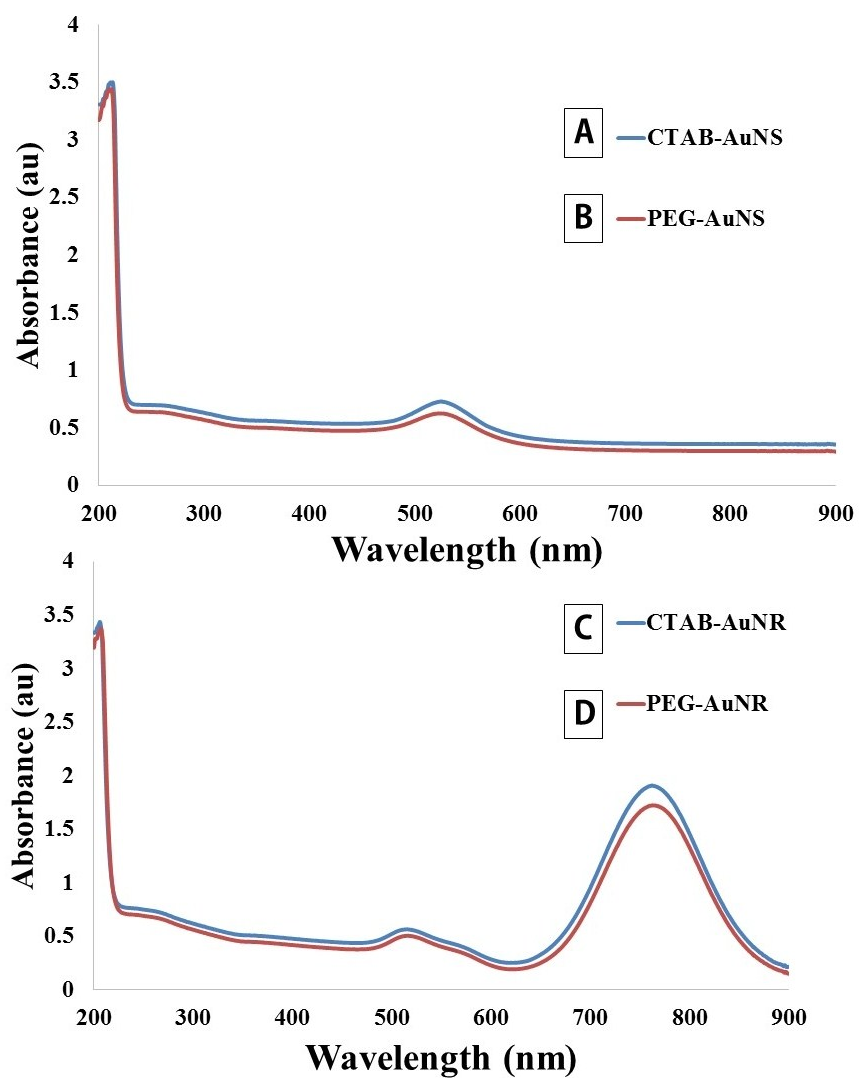 4
3.5
3
2.5
2
1.5
1
0.5
0
Absorbance (au)
A CTAB-AuNS
B PEG-AuNS
200 300 400 500 600 700 800 900
Wavelength (nm)
4
3.5
3
2.5
2
1.5
1
0.5
0
Absorbance (au)
C CTAB-AuNR
D PEG-AuNR
200 300 400 500 600 700 800 900
Wavelength (nm)